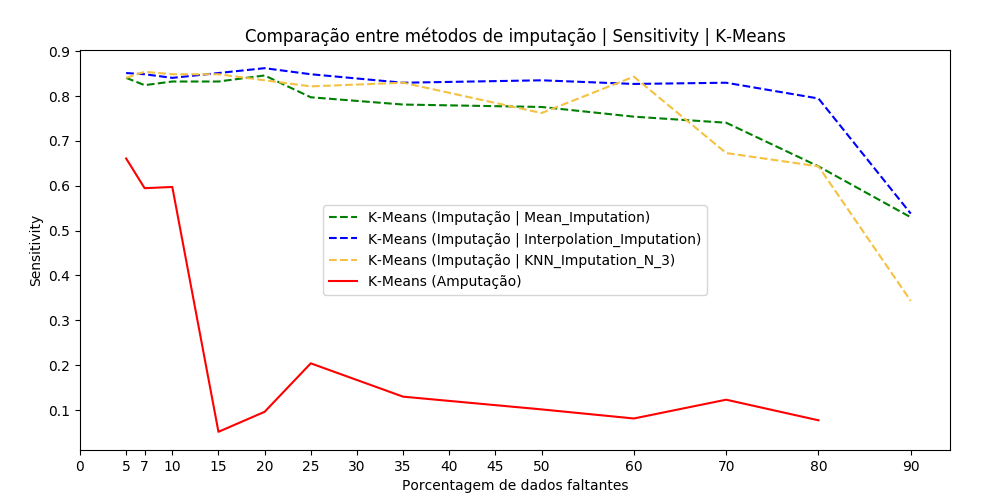 Comparação entre métodos de imputação | Sensitivity | K-Means
0.9
0.8
0.7
0.6
0.5
0.4
0.3
0.2
0.1
Sensitivity
K-Means (Imputação | Mean_Imputation)
K-Means (Imputação | Interpolation_Imputation)
K-Means (Imputação | KNN_Imputation_N_3)
K-Means (Amputação)
0 5 7 10 15 20 25 30 35 40 45 50 60 70 80 90
Porcentagem de dados faltantes